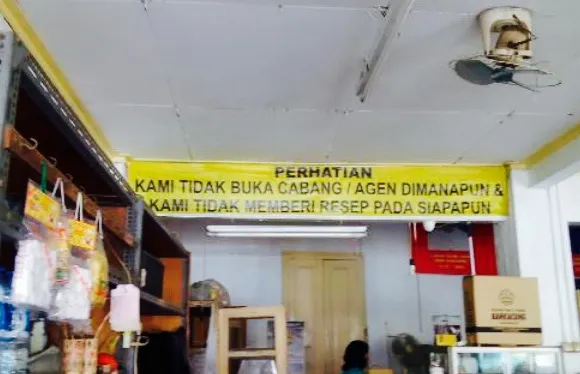 PERHATIAN
KAMI TIDAK BUKA CABANG / AGEN DIMANAPUN &
KAMI TIDAK MEMBERI RESEP PADA SIAPAPUN